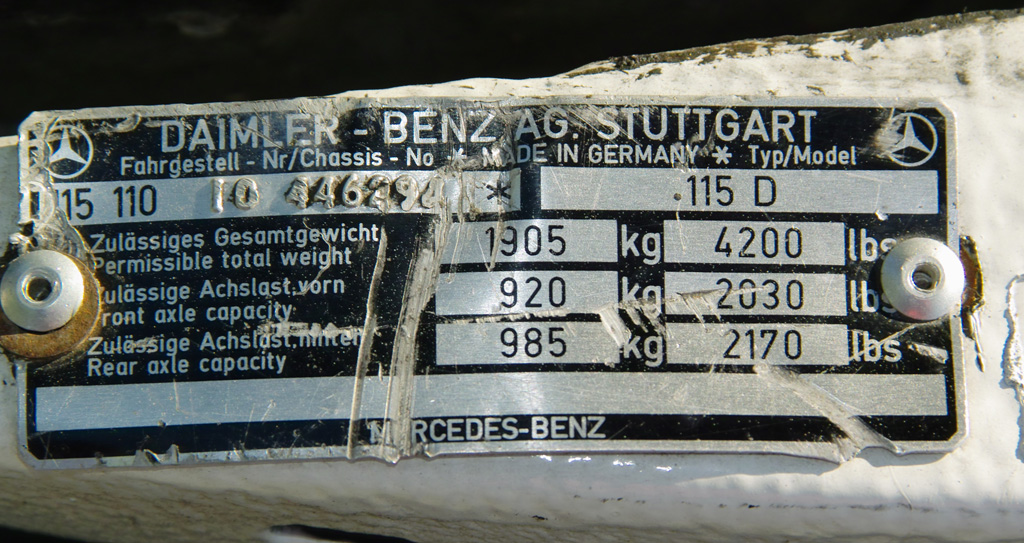 DAIMLER - BENZ AG. STUTTGART
Fahrgestell - Nr/Chassis - No * MADE IN GERMANY * Typ/Model
115 110 10 * 115 D
Zulässiges Gesamtgewicht 1905 kg 4200 lbs
Permissible total weight
Zulässige Achslast vorn 920 kg 2030 lbs
Front axle capacity
Zulässige Achslast hinten 985 kg 2170 lbs
Rear axle capacity
MERCEDES-BENZ